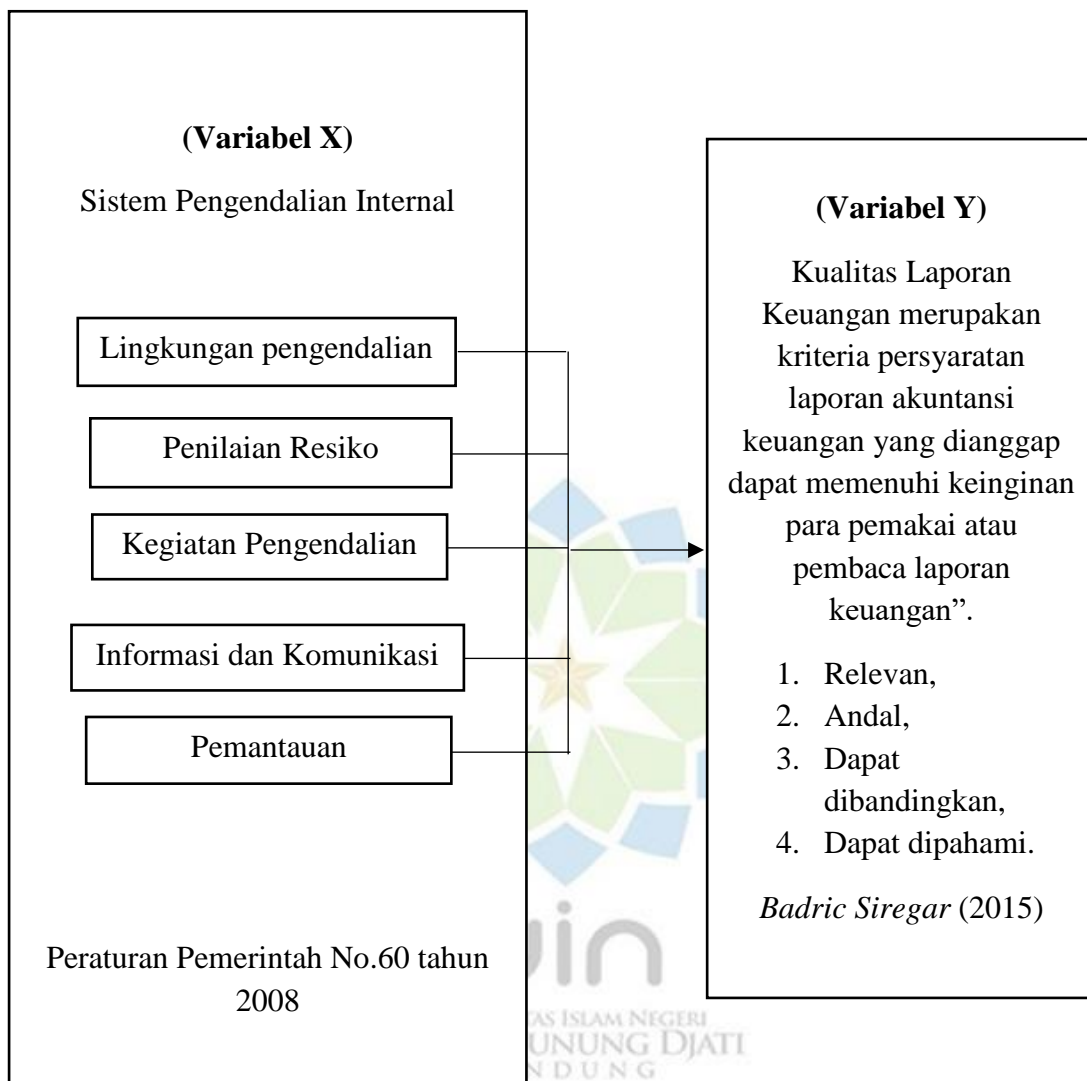 (Variabel X)
Sistem Pengendalian Internal
Lingkungan pengendalian
Penilaian Resiko
Kegiatan Pengendalian
Informasi dan Komunikasi
Pemantauan
Peraturan Pemerintah No.60 tahun
2008
(Variabel Y)
Kualitas Laporan
Keuangan merupakan
kriteria persyaratan
laporan akuntansi
keuangan yang dianggap
dapat memenuhi keinginan
para pemakai atau
pembaca laporan
keuangan”.
1. Relevan,
2. Andal,
3. Dapat
dibandingkan,
4. Dapat dipahami.
Badric Siregar (2015)
ISLAM NEGERI
DJATI